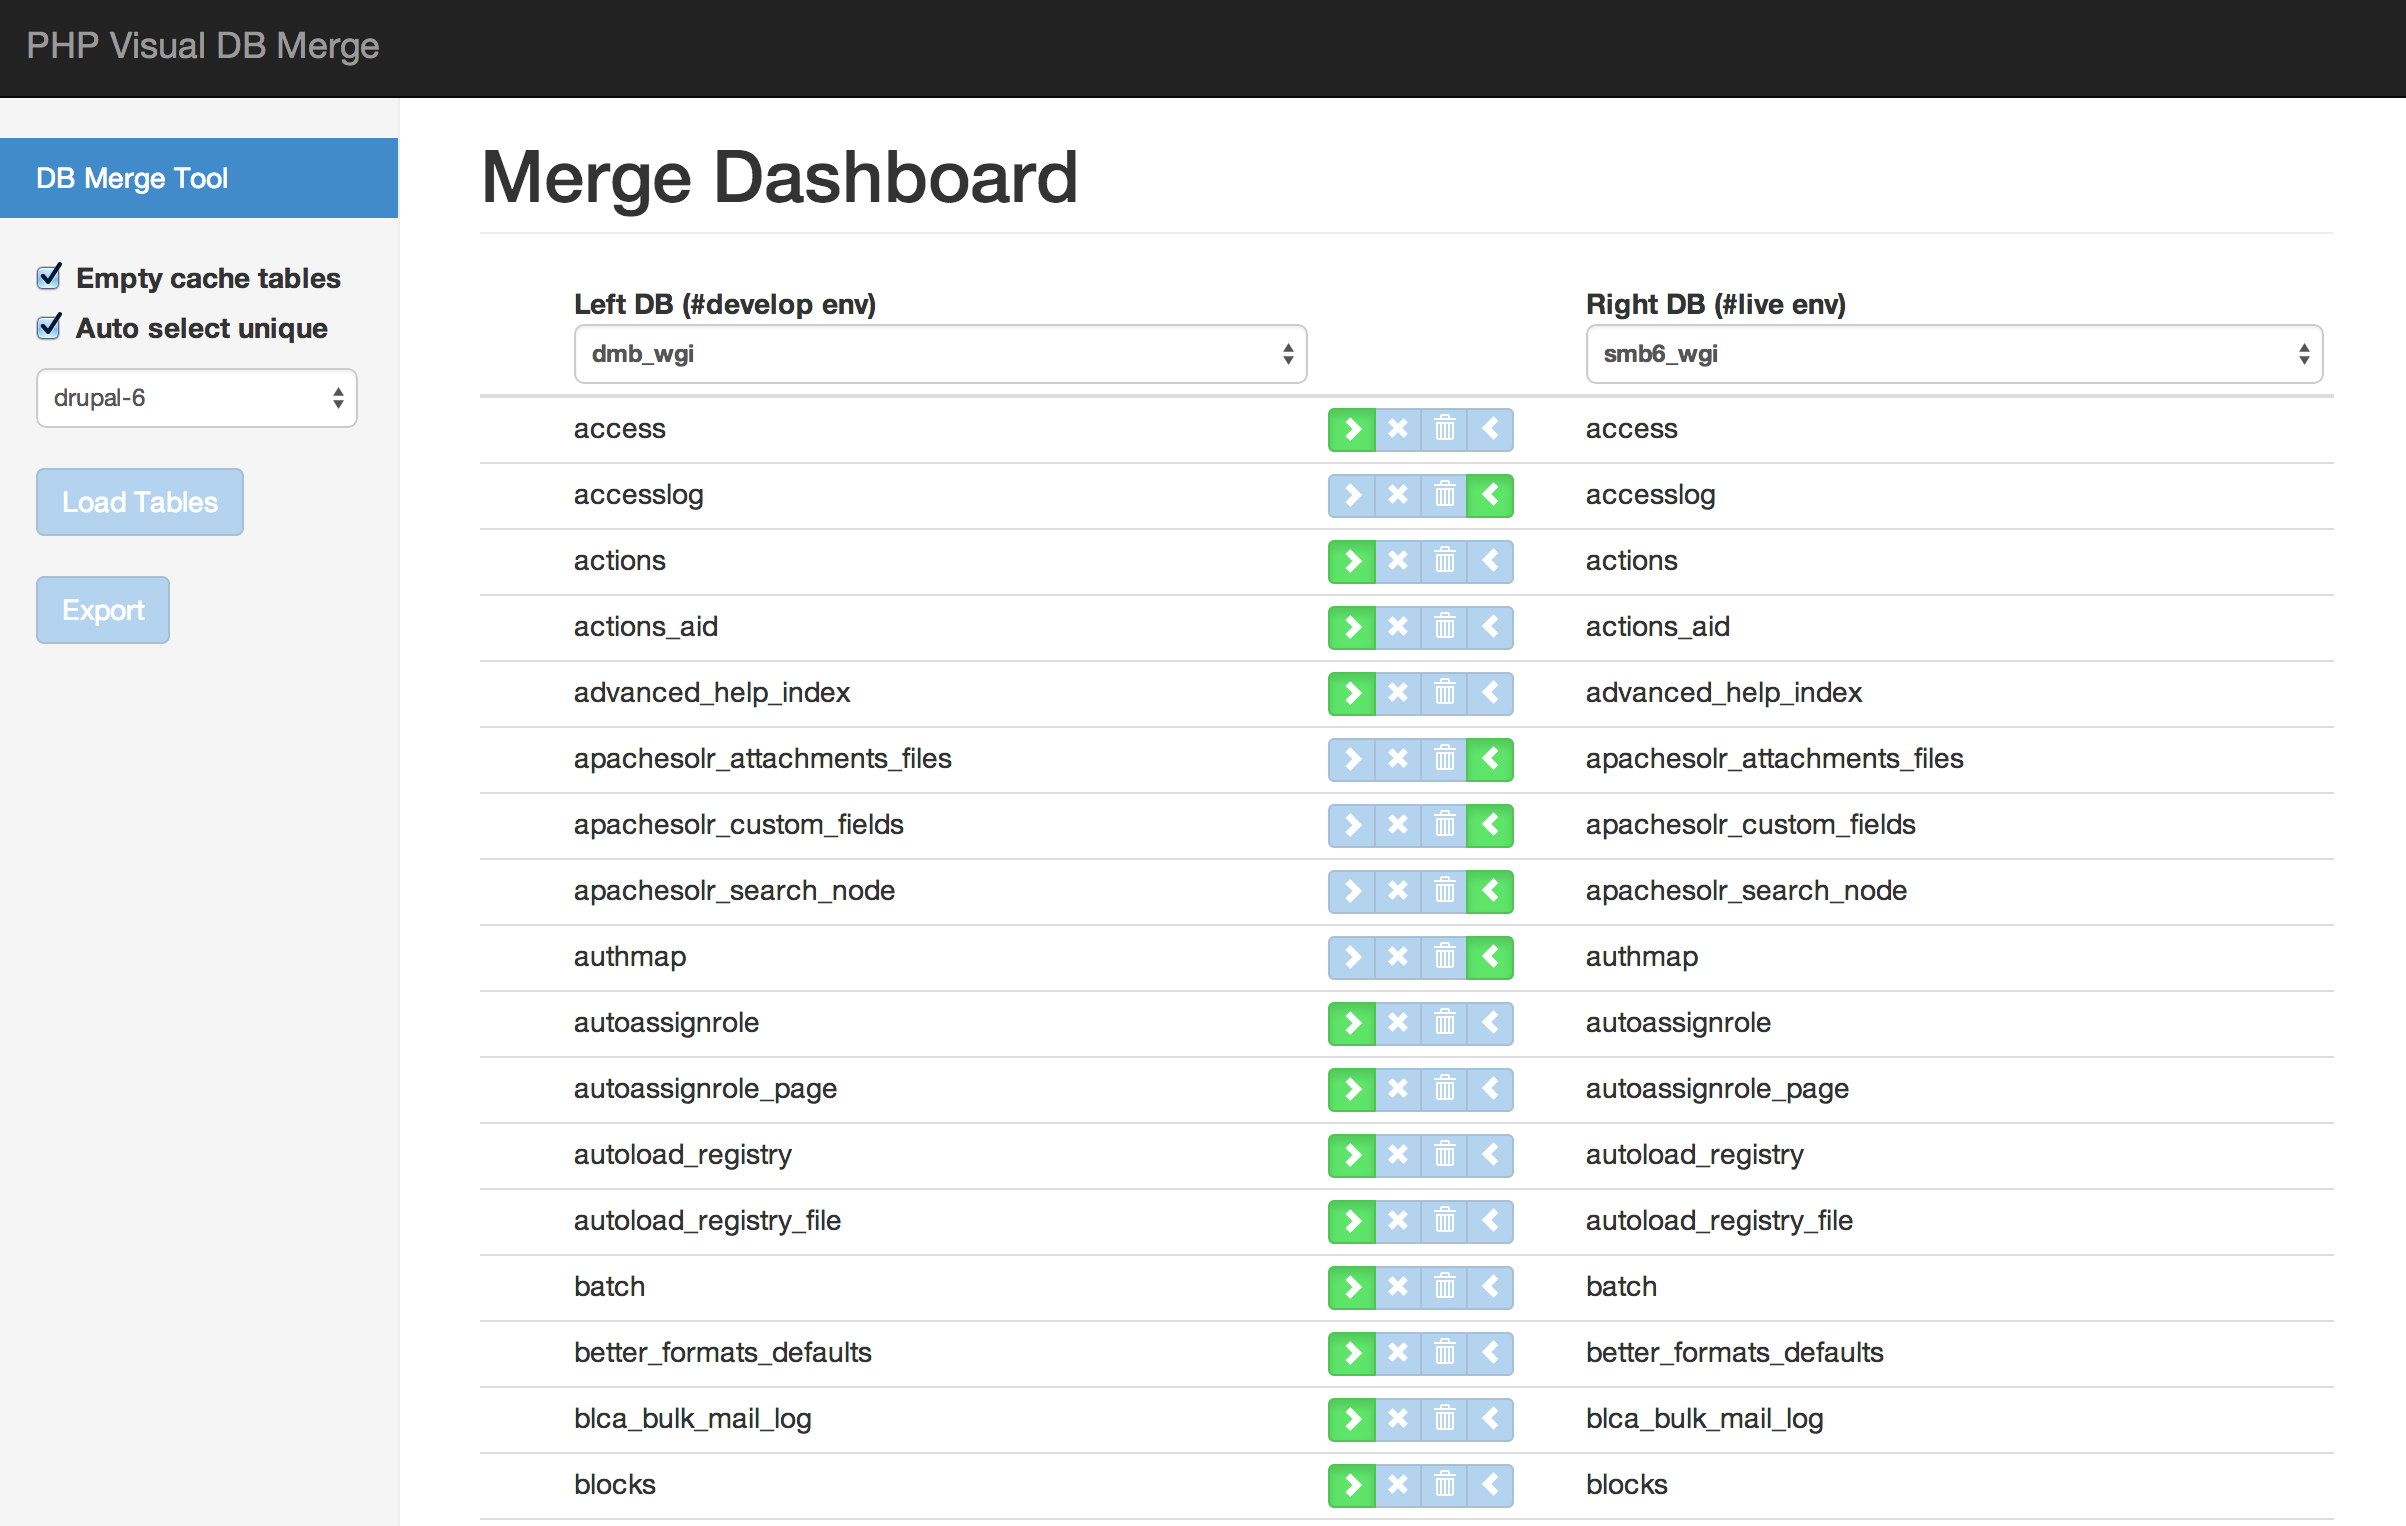 PHP Visual DB Merge
DB Merge Tool
Empty cache tables
Auto select unique
drupal-6
Load Tables
Export
Merge Dashboard
Left DB (#develop env) Right DB (#live env)
dmb_wgi smb6_wgi
access access
accesslog accesslog
actions actions
actions_aid actions_aid
advanced_help_index advanced_help_index
apachesolr_attachments_files apachesolr_attachments_files
apachesolr_custom_fields apachesolr_custom_fields
apachesolr_search_node apachesolr_search_node
authmap authmap
autoassignrole autoassignrole
autoassignrole_page autoassignrole_page
autoload_registry autoload_registry
autoload_registry_file autoload_registry_file
batch batch
better_formats_defaults better_formats_defaults
blca_bulk_mail_log blca_bulk_mail_log
blocks blocks